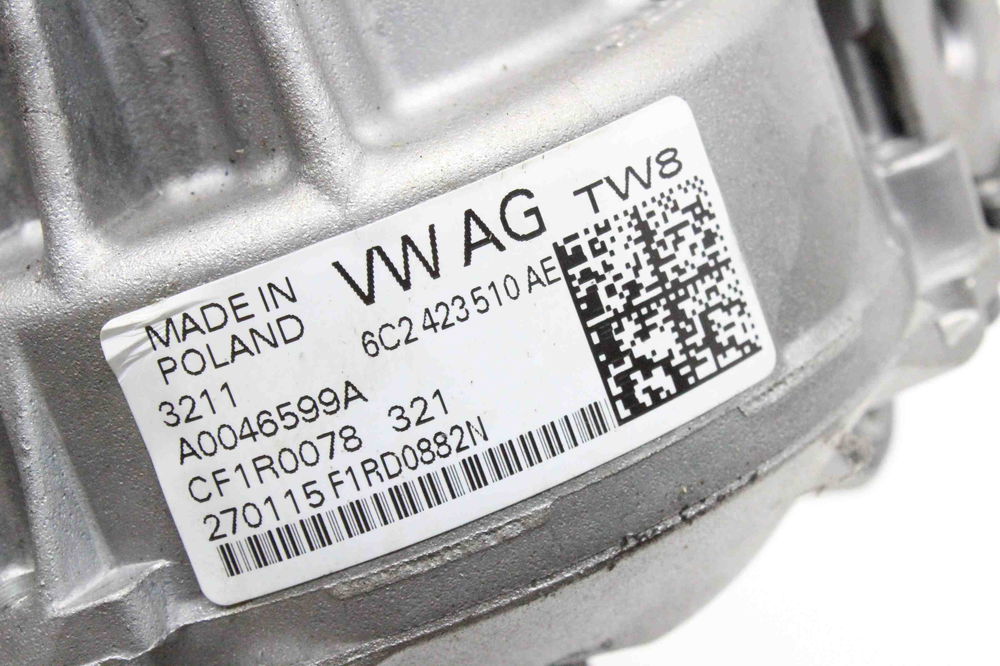 VW AG TW8
MADE IN
POLAND
6C2 423 510 AE
3211
A0046599A
CF1R0078 321
270115 F1RD0882N